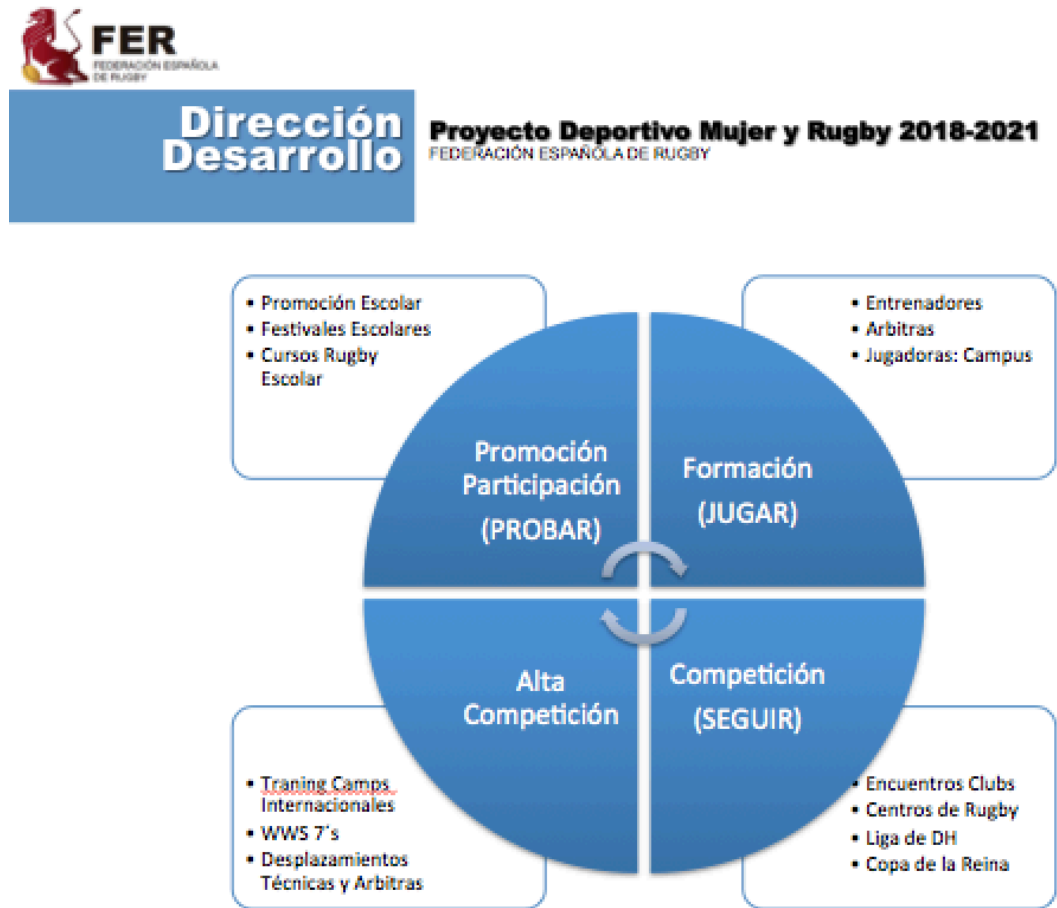 FER
FEDERACIÓN ESPAÑOLA
DE RUGBY
Dirección
Desarrollo
Proyecto Deportivo Mujer y Rugby 2018-2021
FEDERACIÓN ESPAÑOLA DE RUGBY
• Promoción Escolar
• Festivales Escolares
• Cursos Rugby
Escolar
• Entrenadores
• Arbitras
• Jugadoras: Campus
Promoción
Participación
(PROBAR)
Formación
(JUGAR)
Alta
Competición
Competición
(SEGUIR)
• Traning Camps
Internacionales
• WWS 7´s
• Desplazamientos
Técnicas y Arbitras
• Encuentros Clubs
• Centros de Rugby
• Liga de DH
• Copa de la Reina